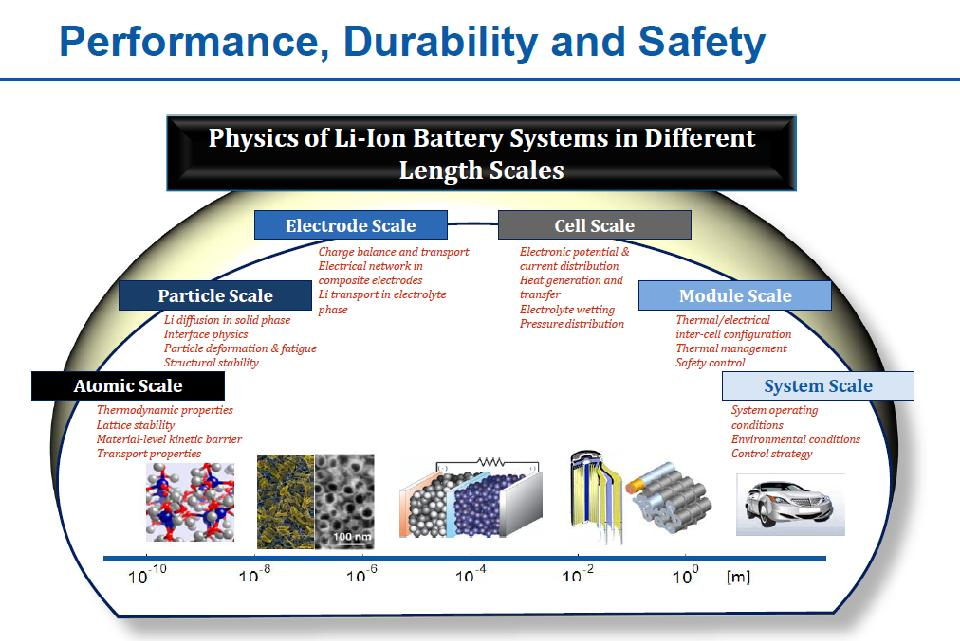 Performance, Durability and Safety
Physics of Li-Ion Battery Systems in Different
Length Scales
Electrode Scale
Charge balance and transport
Electrical network in
composite electrodes
Li transport in electrolyte
phase
Cell Scale
Electronic potential &
current distribution
Heat generation and
transfer
Electrolyte wetting
Pressure distribution
Particle Scale
Li diffusion in solid phase
Interface physics
Particle deformation & fatigue
Structural stability
Module Scale
Thermal/electrical
inter-cell configuration
Thermal management
Safety control
Atomic Scale
Thermodynamic properties
Lattice stability
Material-level kinetic barrier
Transport properties
System Scale
System operating
conditions
Environmental conditions
Control strategy
100 nm
10⁻¹⁰ 10⁻⁸ 10⁻⁶ 10⁻⁴ 10⁻² 10⁰ [m]